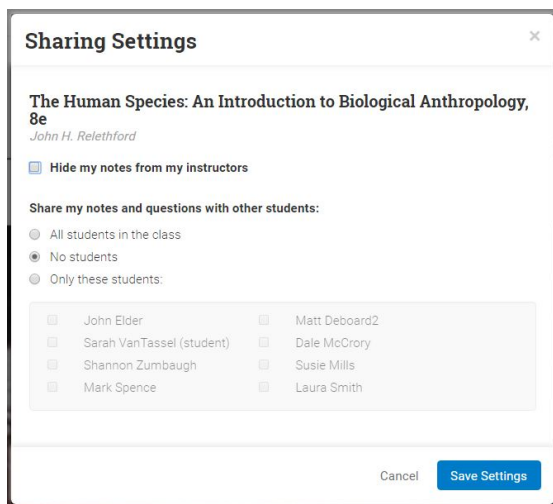 Sharing Settings
×
The Human Species: An Introduction to Biological Anthropology,
8e
John H. Relethford
Hide my notes from my instructors
Share my notes and questions with other students:
All students in the class
No students
Only these students:
John Elder Matt Deboard2
Sarah VanTassel (student) Dale McCrory
Shannon Zumbaugh Susie Mills
Mark Spence Laura Smith
Cancel Save Settings